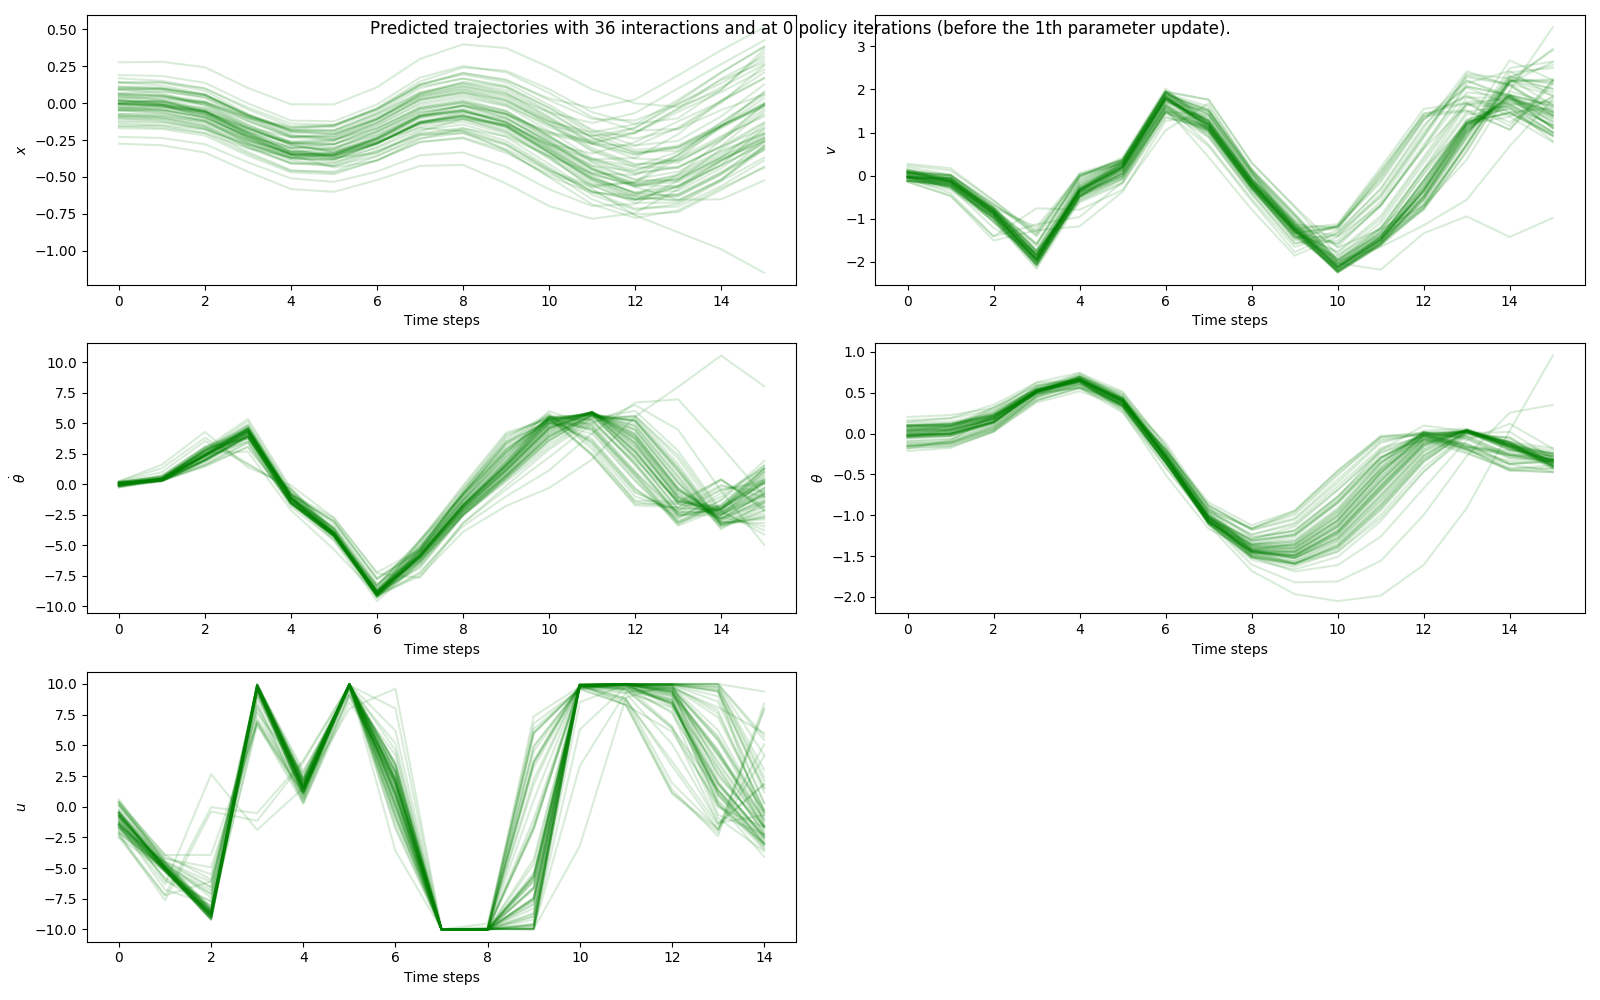 Predicted trajectories with 36 interactions and at 0 policy iterations (before the 1th parameter update).
0.50
0.25
0.00
−0.25
−0.50
−0.75
−1.00
x
0 2 4 6 8 10 12 14
Time steps
3
2
1
0
−1
−2
v
0 2 4 6 8 10 12 14
Time steps
10.0
7.5
5.0
2.5
0.0
−2.5
−5.0
−7.5
−10.0
θ̇
0 2 4 6 8 10 12 14
Time steps
1.0
0.5
0.0
−0.5
−1.0
−1.5
−2.0
θ
0 2 4 6 8 10 12 14
Time steps
10.0
7.5
5.0
2.5
0.0
−2.5
−5.0
−7.5
−10.0
u
0 2 4 6 8 10 12 14
Time steps